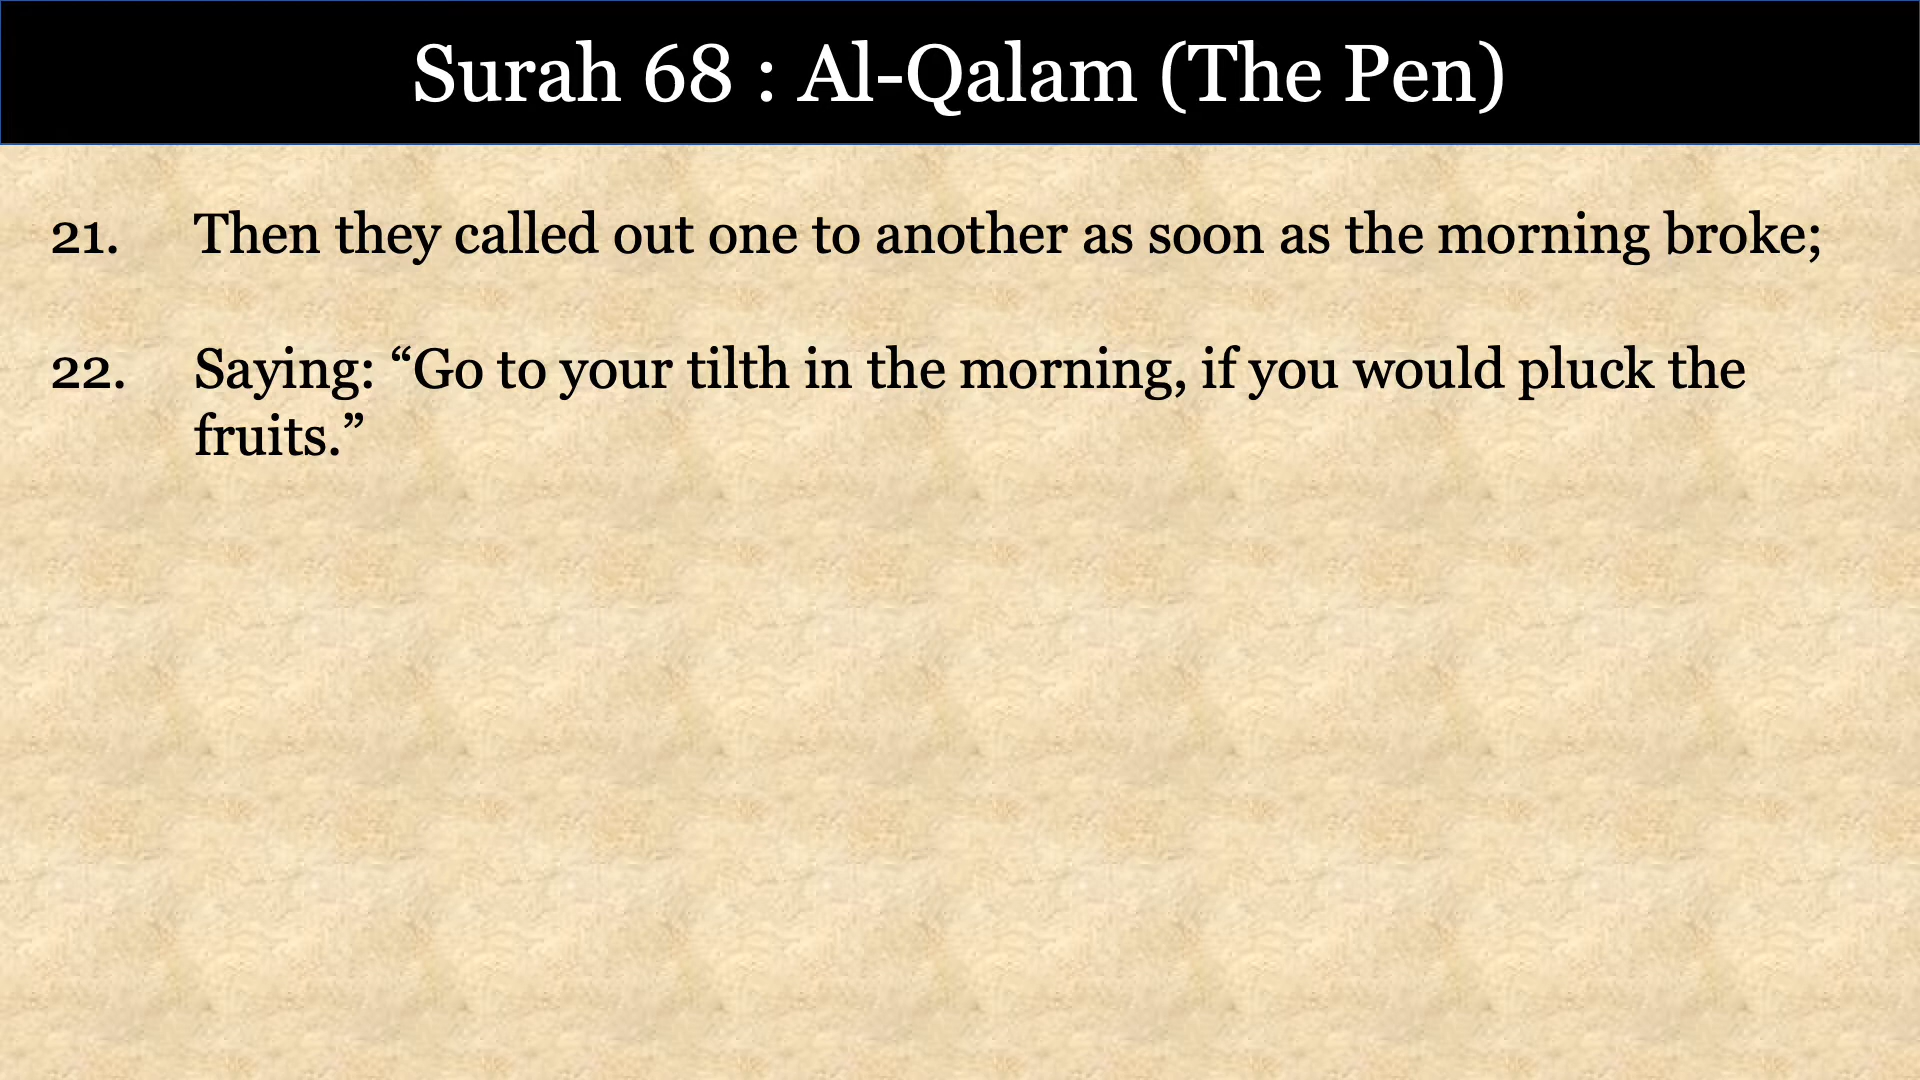 Surah 68 : Al-Qalam (The Pen)
21. Then they called out one to another as soon as the morning broke;
22. Saying: “Go to your tilth in the morning, if you would pluck the
fruits.”